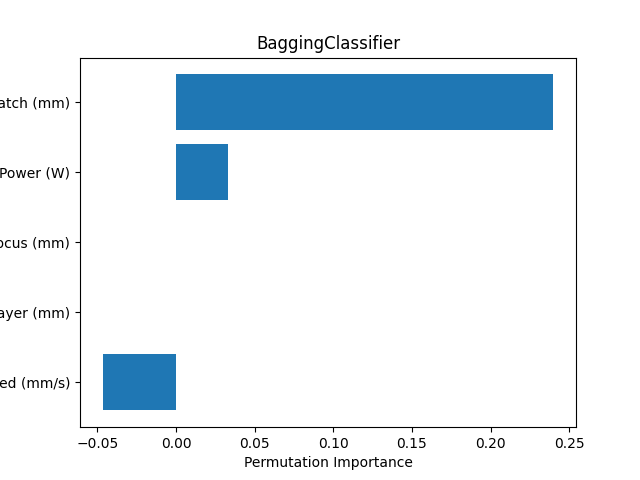 BaggingClassifier
atch (mm)
Power (W)
ocus (mm)
ayer (mm)
ed (mm/s)
−0.05 0.00 0.05 0.10 0.15 0.20 0.25
Permutation Importance